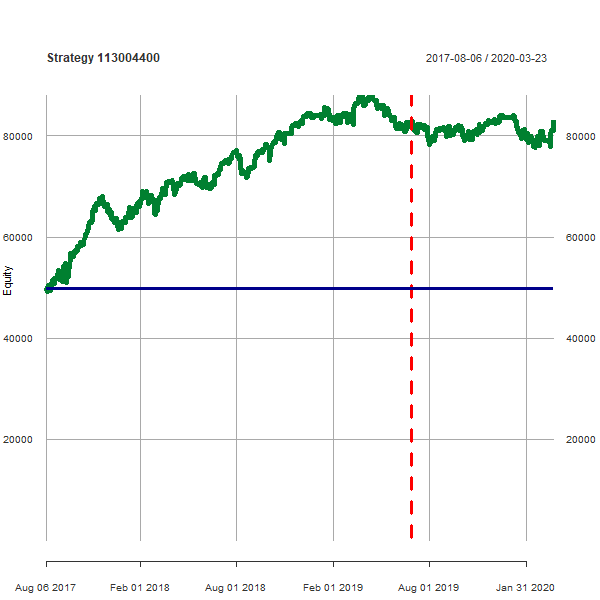 Strategy 113004400
2017-08-06 / 2020-03-23
80000
80000
60000
60000
Equity
40000
40000
20000
20000
Aug 06 2017
Feb 01 2018
Aug 01 2018
Feb 01 2019
Aug 01 2019
Jan 31 2020